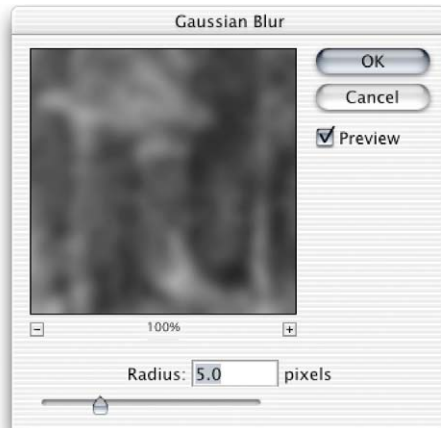 Gaussian Blur
OK
Cancel
Preview
100%
Radius: 5.0 pixels